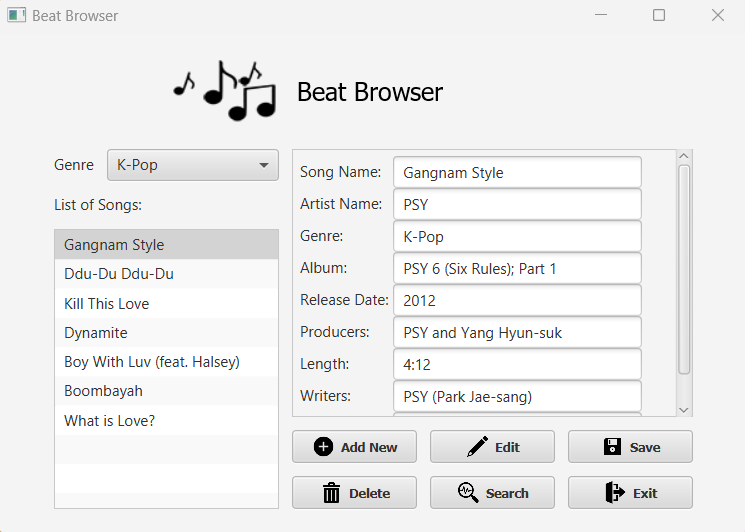 Beat Browser
Beat Browser
Genre K-Pop
List of Songs:
Gangnam Style
Ddu-Du Ddu-Du
Kill This Love
Dynamite
Boy With Luv (feat. Halsey)
Boombayah
What is Love?
Song Name: Gangnam Style
Artist Name: PSY
Genre: K-Pop
Album: PSY 6 (Six Rules); Part 1
Release Date: 2012
Producers: PSY and Yang Hyun-suk
Length: 4:12
Writers: PSY (Park Jae-sang)
Add New Edit Save
Delete Search Exit